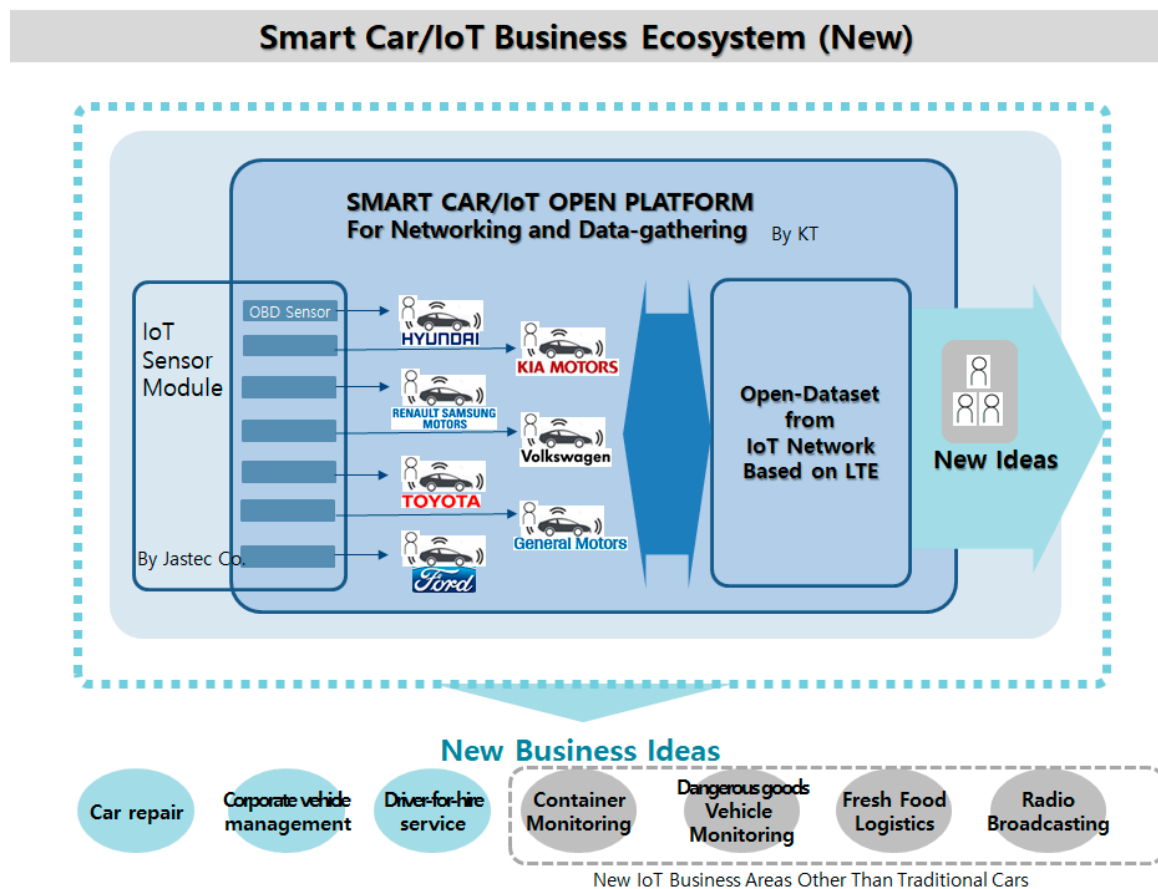 Smart Car/IoT Business Ecosystem (New)
SMART CAR/IoT OPEN PLATFORM
For Networking and Data-gathering
By KT
IoT
Sensor
Module
By Jastec Co.
OBD Sensor
HYUNDAI
KIA MOTORS
RENAULT SAMSUNG
MOTORS
Volkswagen
TOYOTA
General Motors
Ford
Open-Dataset
from
IoT Network
Based on LTE
New Ideas
New Business Ideas
Car repair
Corporate vehicle
management
Driver-for-hire
service
Container
Monitoring
Dangerous goods
Vehicle
Monitoring
Fresh Food
Logistics
Radio
Broadcasting
New IoT Business Areas Other Than Traditional Cars